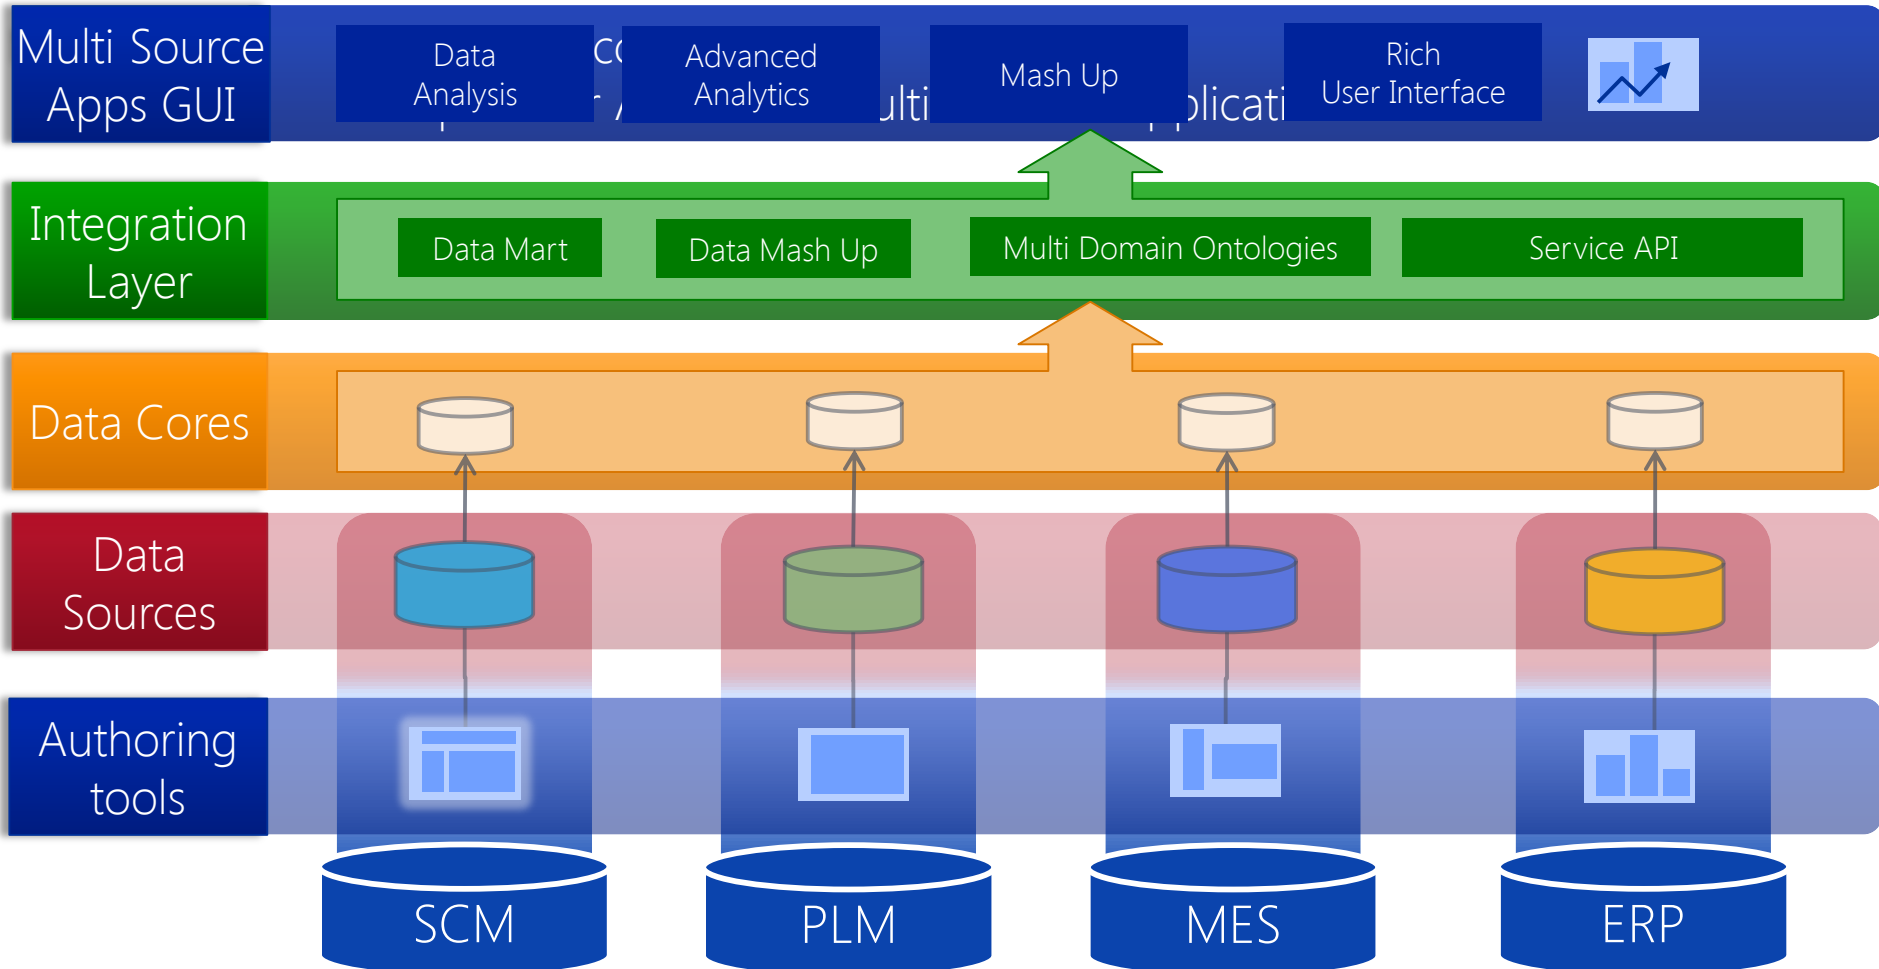 Multi Source
Apps GUI
Data
Analysis
Advanced
Analytics
Mash Up
Rich
User Interface
Integration
Layer
Data Mart
Data Mash Up
Multi Domain Ontologies
Service API
Data Cores
Data
Sources
Authoring
tools
SCM
PLM
MES
ERP